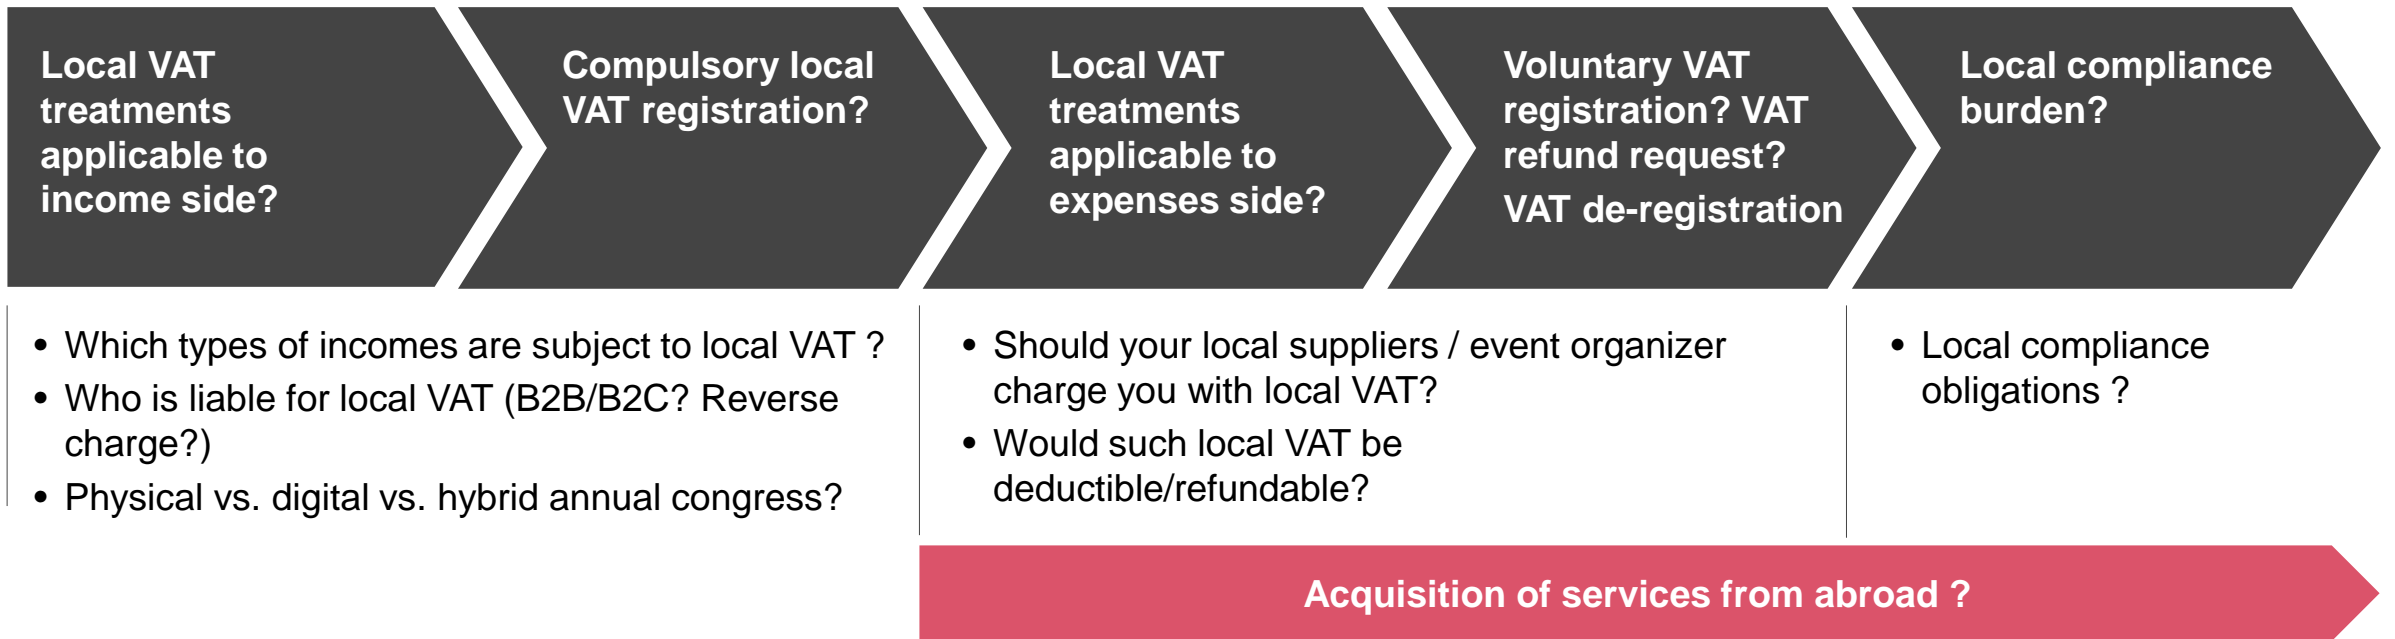 Local VAT
treatments
applicable to
income side?
Compulsory local
VAT registration?
Local VAT
treatments
applicable to
expenses side?
Voluntary VAT
registration? VAT
refund request?
VAT de-registration
Local compliance
burden?
• Which types of incomes are subject to local VAT ?
• Who is liable for local VAT (B2B/B2C? Reverse
charge?)
• Physical vs. digital vs. hybrid annual congress?
• Should your local suppliers / event organizer
charge you with local VAT?
• Would such local VAT be
deductible/refundable?
• Local compliance
obligations ?
Acquisition of services from abroad ?